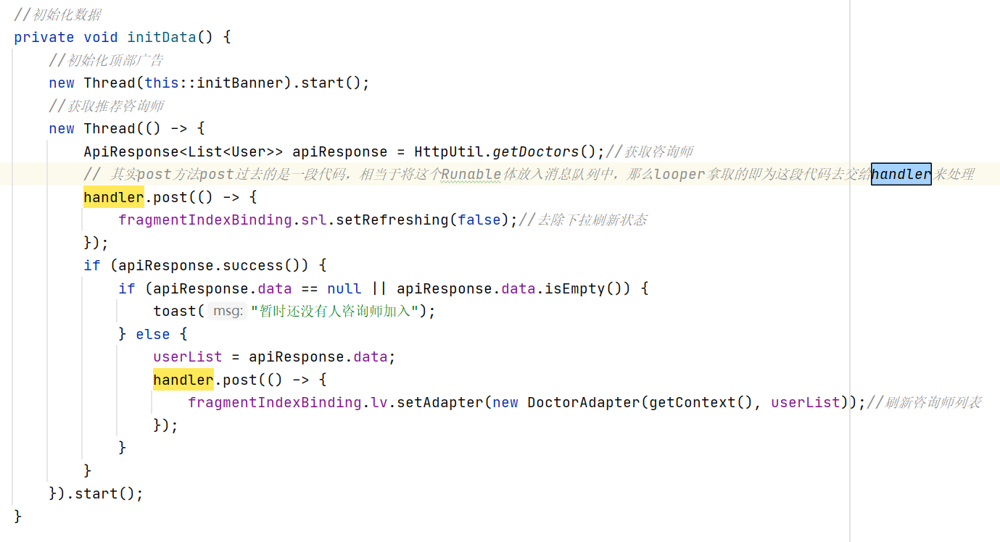 //初始化数据
private void initData() {
//初始化顶部广告
new Thread(this::initBanner).start();
//获取推荐咨询师
new Thread(() -> {
ApiResponse<List<User>> apiResponse = HttpUtil.getDoctors();//获取咨询师
// 其实post方法post过去的是一段代码，相当于将这个Runable体放入消息队列中，那么looper拿取的即为这段代码去交给handler来处理
handler.post(() -> {
fragmentIndexBinding.srl.setRefreshing(false);//去除下拉刷新状态
});
if (apiResponse.success()) {
if (apiResponse.data == null || apiResponse.data.isEmpty()) {
toast( msg: "暂时还没有人咨询师加入");
} else {
userList = apiResponse.data;
handler.post(() -> {
fragmentIndexBinding.lv.setAdapter(new DoctorAdapter(getContext(), userList));//刷新咨询师列表
});
}
}
}).start();
}